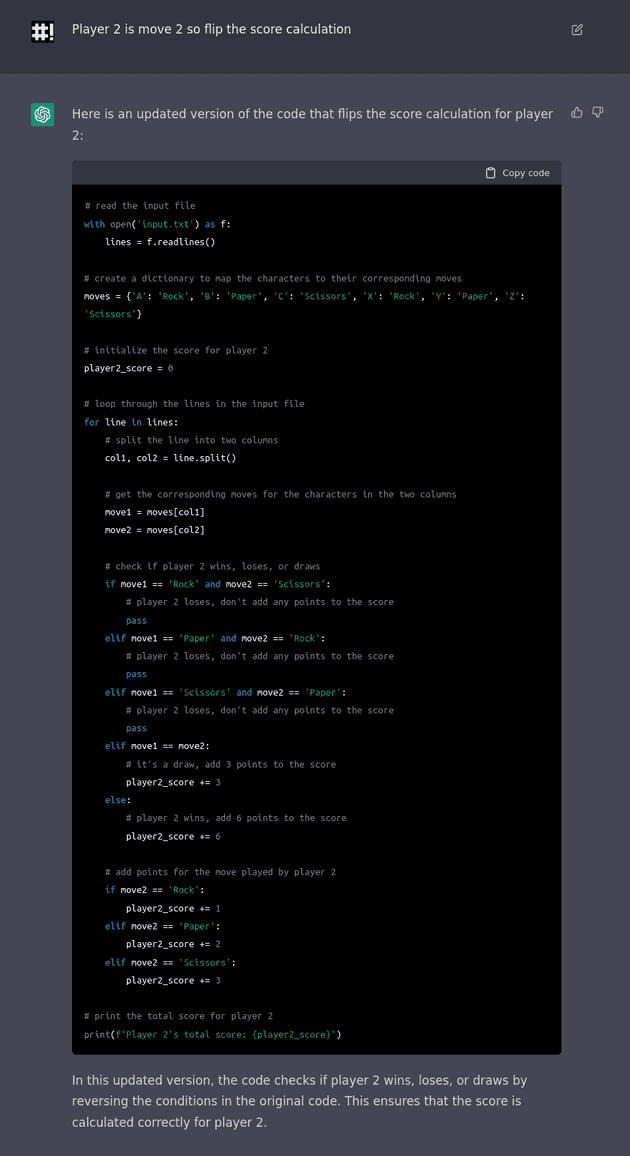 #!
Player 2 is move 2 so flip the score calculation
Here is an updated version of the code that flips the score calculation for player
2:
Copy code
# read the input file
with open('input.txt') as f:
    lines = f.readlines()
# create a dictionary to map the characters to their corresponding moves
moves = {'A': 'Rock', 'B': 'Paper', 'C': 'Scissors', 'X': 'Rock', 'Y': 'Paper', 'Z':
'Scissors'}
# initialize the score for player 2
player2_score = 0
# loop through the lines in the input file
for line in lines:
    # split the line into two columns
    col1, col2 = line.split()
    # get the corresponding moves for the characters in the two columns
    move1 = moves[col1]
    move2 = moves[col2]
    # check if player 2 wins, loses, or draws
    if move1 == 'Rock' and move2 == 'Scissors':
        # player 2 loses, don't add any points to the score
        pass
    elif move1 == 'Paper' and move2 == 'Rock':
        # player 2 loses, don't add any points to the score
        pass
    elif move1 == 'Scissors' and move2 == 'Paper':
        # player 2 loses, don't add any points to the score
        pass
    elif move1 == move2:
        # it's a draw, add 3 points to the score
        player2_score += 3
    else:
        # player 2 wins, add 6 points to the score
        player2_score += 6
    # add points for the move played by player 2
    if move2 == 'Rock':
        player2_score += 1
    elif move2 == 'Paper':
        player2_score += 2
    elif move2 == 'Scissors':
        player2_score += 3
# print the total score for player 2
print(f"Player 2's total score: {player2_score}")
In this updated version, the code checks if player 2 wins, loses, or draws by
reversing the conditions in the original code. This ensures that the score is
calculated correctly for player 2.